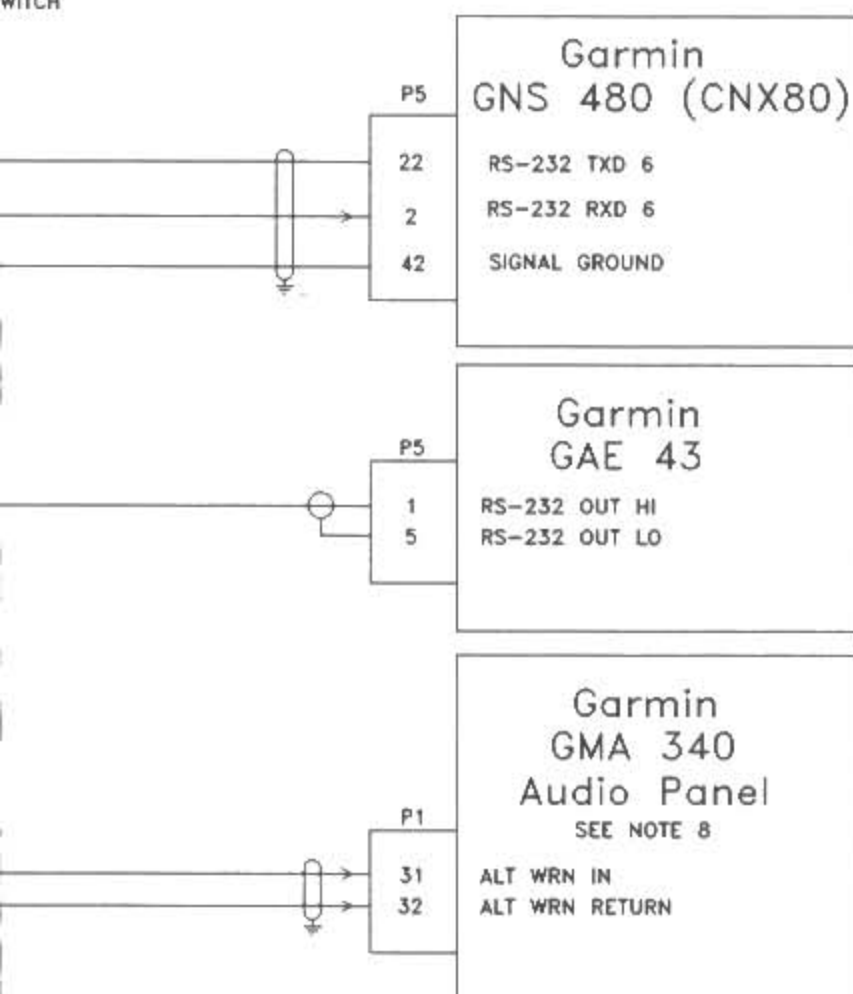 Garmin
GNS 480 (CNX80)
P5
22 RS-232 TXD 6
2 RS-232 RXD 6
42 SIGNAL GROUND
Garmin
GAE 43
P5
1 RS-232 OUT HI
5 RS-232 OUT LO
Garmin
GMA 340
Audio Panel
SEE NOTE 8
P1
31 ALT WRN IN
32 ALT WRN RETURN